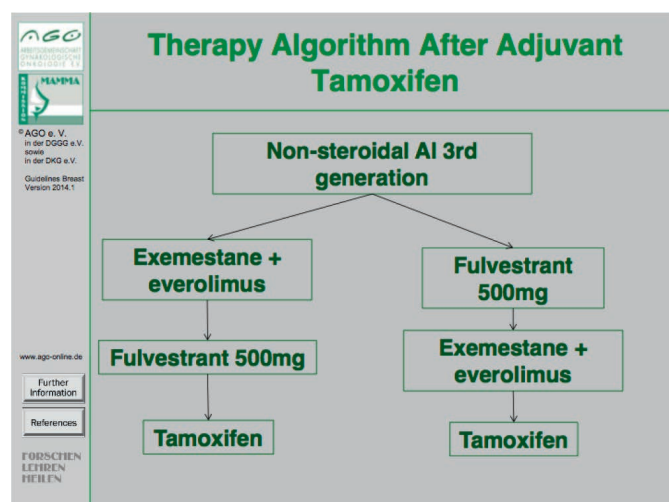 AGO
ARBEITSGEMEINSCHAFT
GYNÄKOLOGISCHE
ONKOLOGIE E.V.
KOMMISSION
MAMMA
© AGO e. V.
in der DGGG e.V.
sowie
in der DKG e.V.
Guidelines Breast
Version 2014.1
www.ago-online.de
Further
Information
References
FORSCHEN
LEHREN
HEILEN
Therapy Algorithm After Adjuvant
Tamoxifen
Non-steroidal AI 3rd
generation
Exemestane +
everolimus
Fulvestrant 500mg
Tamoxifen
Fulvestrant
500mg
Exemestane +
everolimus
Tamoxifen